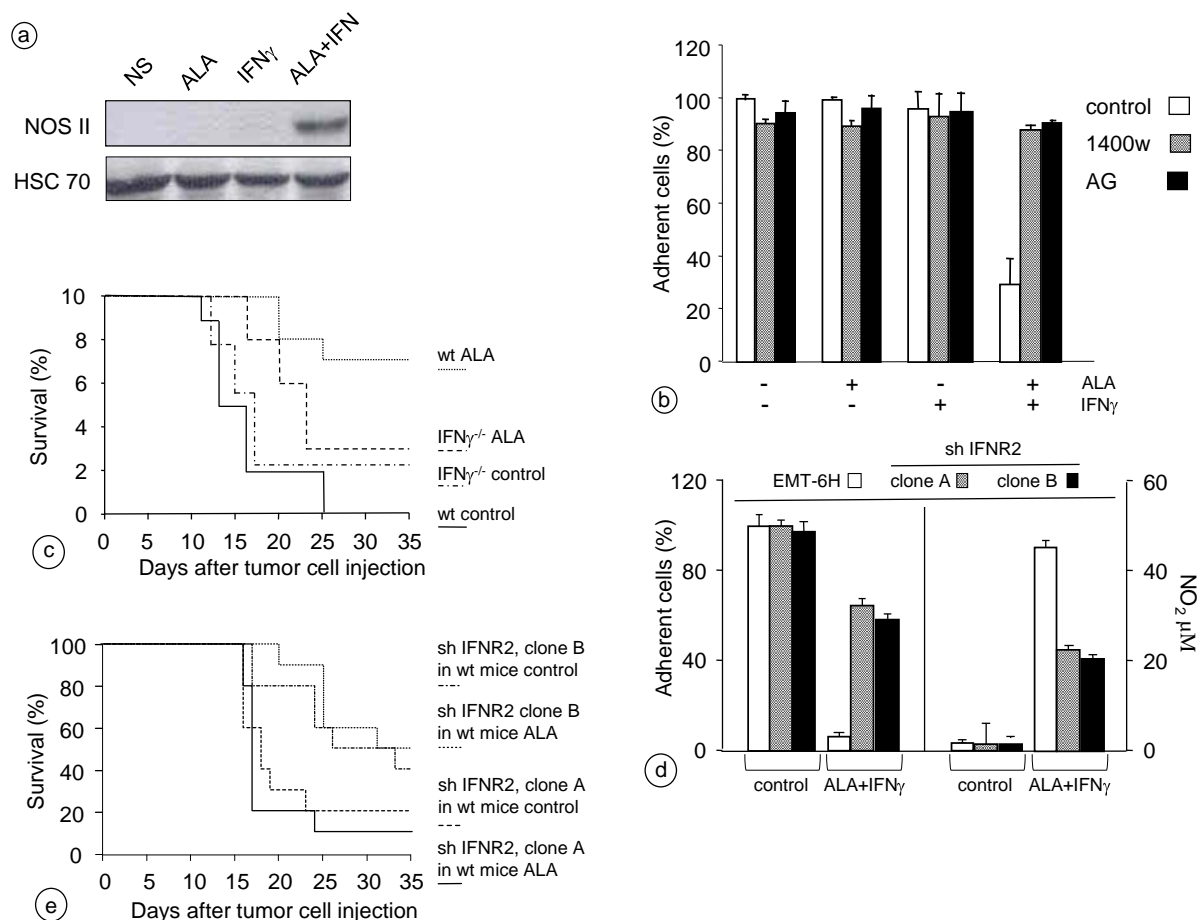 a
NS ALA IFNγ ALA+IFN
NOS II
HSC 70
120
100
80
60
40
20
0
Adherent cells (%)
control
1400w
AG
- + - + ALA
- - + + IFNγ
b
10
8
6
4
2
0
Survival (%)
0 5 10 15 20 25 30 35
Days after tumor cell injection
wt ALA
IFNγ-/- ALA
IFNγ-/- control
wt control
c
sh IFNR2
EMT-6H clone A clone B
120
80
40
0
Adherent cells (%)
60
40
20
0
NO2 μM
control ALA+IFNγ control ALA+IFNγ
d
100
80
60
40
20
0
Survival (%)
0 5 10 15 20 25 30 35
Days after tumor cell injection
sh IFNR2, clone B
in wt mice control
sh IFNR2 clone B
in wt mice ALA
sh IFNR2, clone A
in wt mice control
sh IFNR2, clone A
in wt mice ALA
e